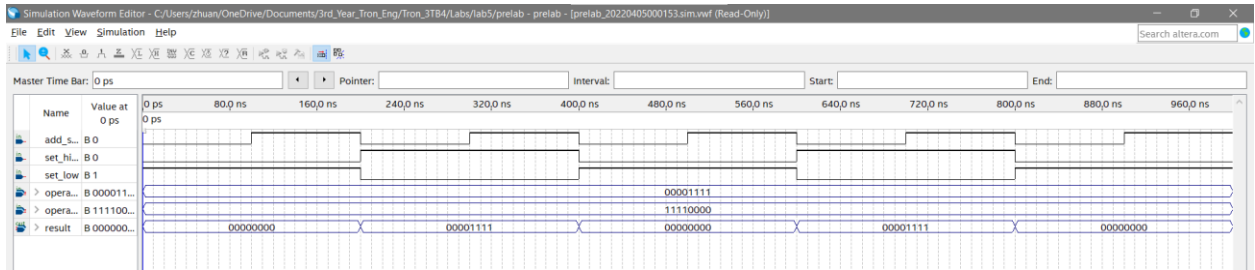 Simulation Waveform Editor - C:/Users/zhuan/OneDrive/Documents/3rd_Year_Tron_Eng/Tron_3TB4/Labs/lab5/prelab - prelab - [prelab_20220405000153.sim.vwf (Read-Only)]
File Edit View Simulation Help
Search altera.com
Master Time Bar: 0 ps Pointer: Interval: Start: End:
Name Value at 0 ps
0 ps 80.0 ns 160.0 ns 240.0 ns 320.0 ns 400.0 ns 480.0 ns 560.0 ns 640.0 ns 720.0 ns 800.0 ns 880.0 ns 960.0 ns
0 ps
add_s... B 0
set_hi... B 0
set_low B 1
> opera... B 000011... 00001111
> opera... B 111100... 11110000
> result B 000000... 00000000 00001111 00000000 00001111 00000000